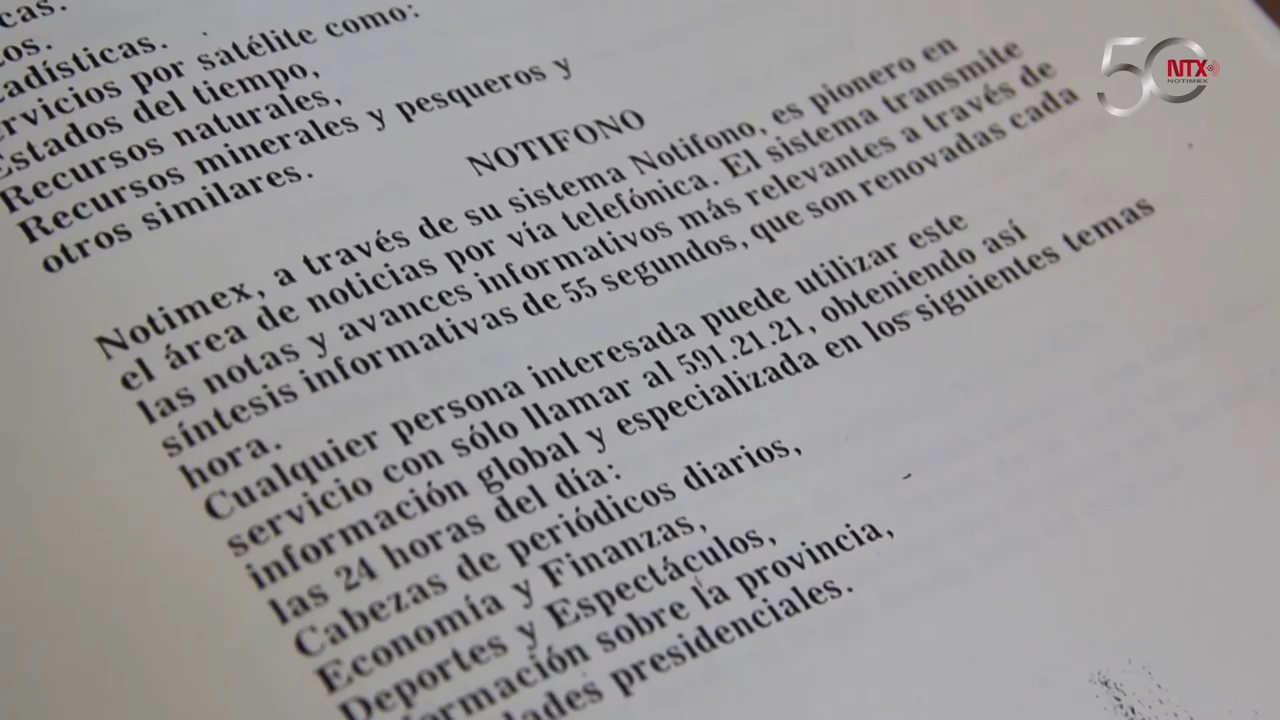 cas.
os.
adísticas.
ervicios por satélite como:
Estados del tiempo,
Recursos naturales,
Recursos minerales y pesqueros y
otros similares.
NOTIFONO
Notimex, a través de su sistema Notifono, es pionero en
el área de noticias por vía telefónica. El sistema transmite
las notas y avances informativos más relevantes a través de
síntesis informativas de 55 segundos, que son renovadas cada
hora.
Cualquier persona interesada puede utilizar este
servicio con sólo llamar al 591.21.21, obteniendo así
información global y especializada en los siguientes temas
las 24 horas del día:
Cabezas de periódicos diarios,
Economía y Finanzas,
Deportes y Espectáculos,
formación sobre la provincia,
dades presidenciales.
50
NTX
NOTIMEX